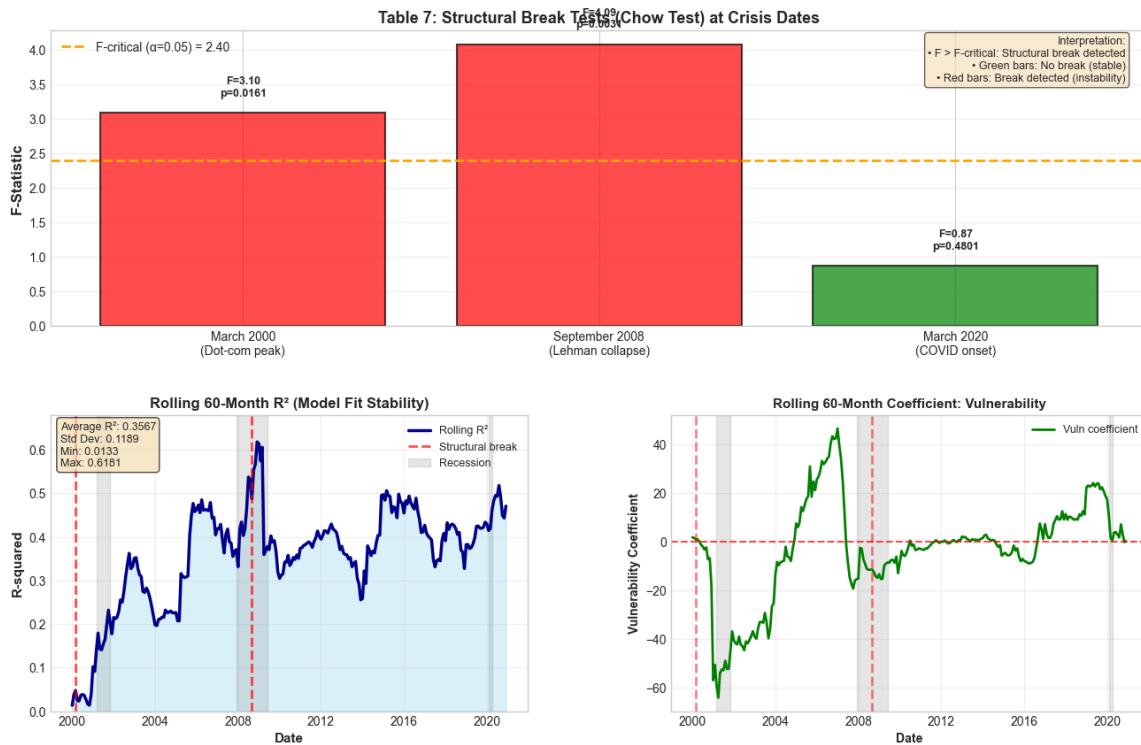 Table 7: Structural Break Tests (Chow Test) at Crisis Dates
F=4.09
p=0.0031
F-critical (α=0.05) = 2.40
Interpretation:
• F > F-critical: Structural break detected
• Green bars: No break (stable)
• Red bars: Break detected (instability)
F=3.10
p=0.0161
F=0.87
p=0.4801
F-Statistic
4.0
3.5
3.0
2.5
2.0
1.5
1.0
0.5
0.0
March 2000
(Dot-com peak)
September 2008
(Lehman collapse)
March 2020
(COVID onset)
Rolling 60-Month R² (Model Fit Stability)
Average R²: 0.3567
Std Dev: 0.1189
Min: 0.0133
Max: 0.6181
Rolling R²
Structural break
Recession
R-squared
0.6
0.5
0.4
0.3
0.2
0.1
0.0
2000 2004 2008 2012 2016 2020
Date
Rolling 60-Month Coefficient: Vulnerability
Vuln coefficient
Vulnerability Coefficient
40
20
0
−20
−40
−60
2000 2004 2008 2012 2016 2020
Date